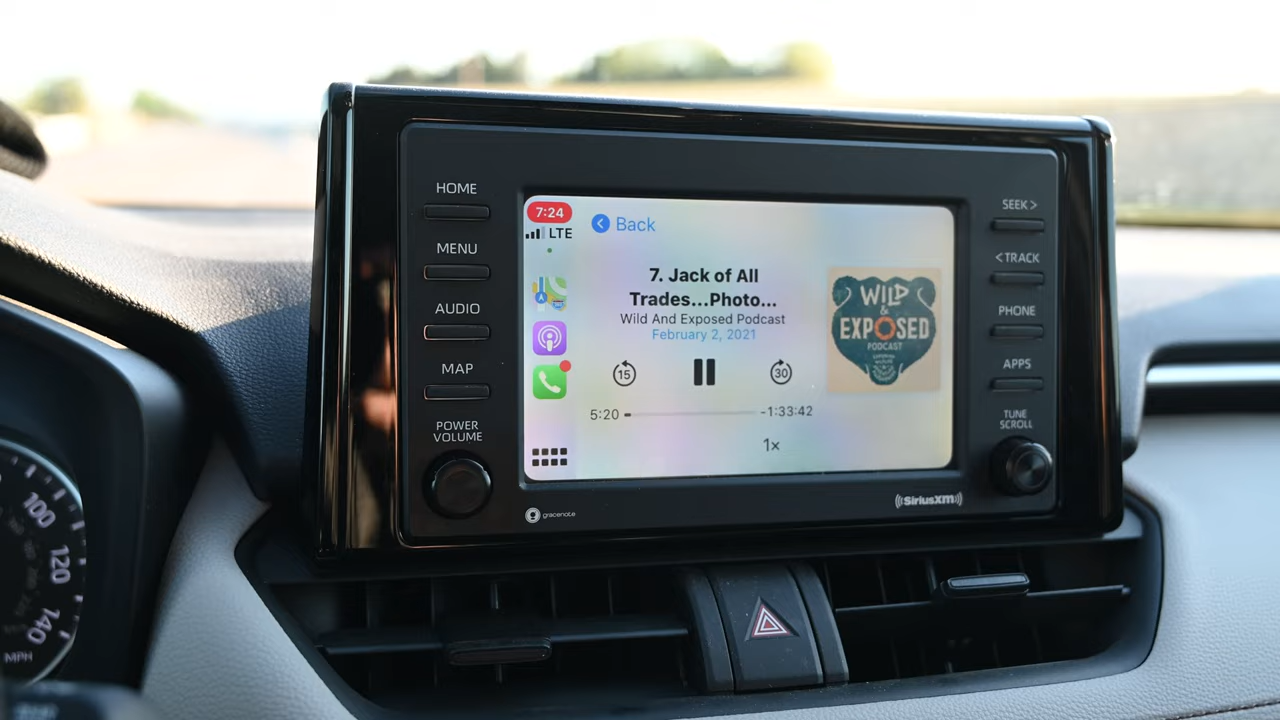 HOME
MENU
AUDIO
MAP
POWER
VOLUME
7:24
LTE
Back
7. Jack of All
Trades...Photo...
Wild And Exposed Podcast
February 2, 2021
15
30
5:20
-1:33:42
1×
WILD
&
EXPOSED
PODCAST
SEEK >
< TRACK
PHONE
APPS
TUNE
SCROLL
gracenote
SiriusXM
100
120
140
MPH